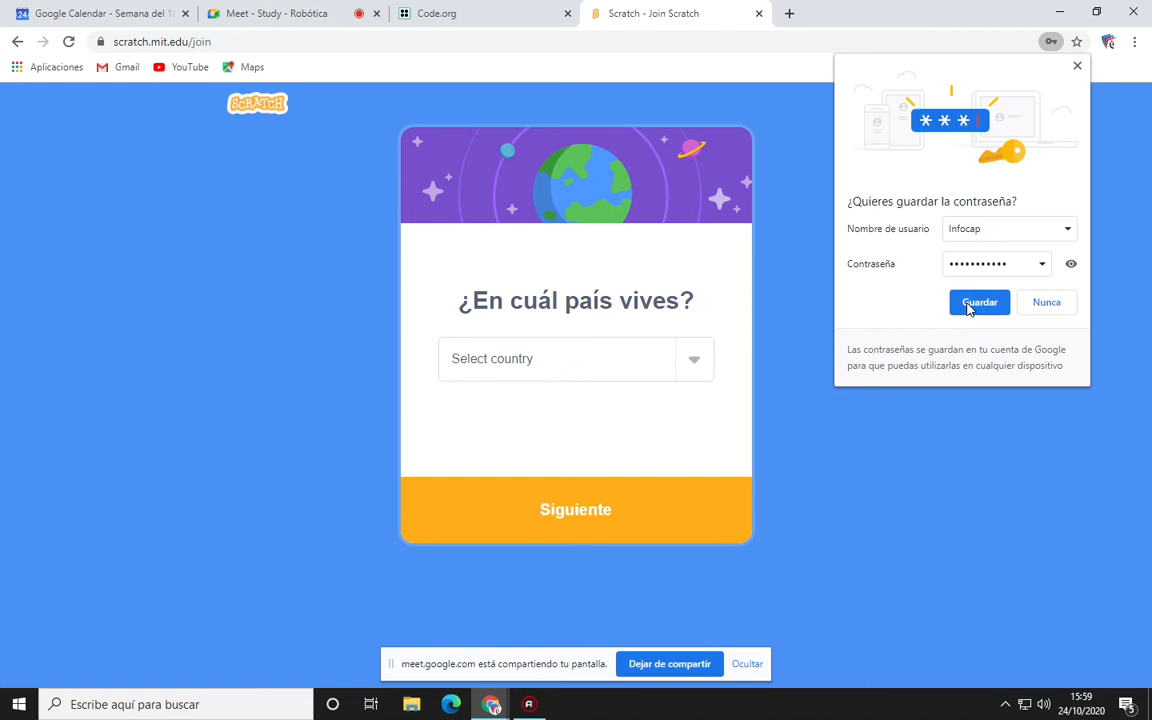 Google Calendar - Semana del 1
Meet - Study - Robótica
Code.org
Scratch - Join Scratch
scratch.mit.edu/join
Aplicaciones
Gmail
YouTube
Maps
SCRATCH
¿En cuál país vives?
Select country
Siguiente
¿Quieres guardar la contraseña?
Nombre de usuario
Infocap
Contraseña
•••••••••••
Guardar
Nunca
Las contraseñas se guardan en tu cuenta de Google
para que puedas utilizarlas en cualquier dispositivo
meet.google.com está compartiendo tu pantalla.
Dejar de compartir
Ocultar
Escribe aquí para buscar
15:59
24/10/2020
5